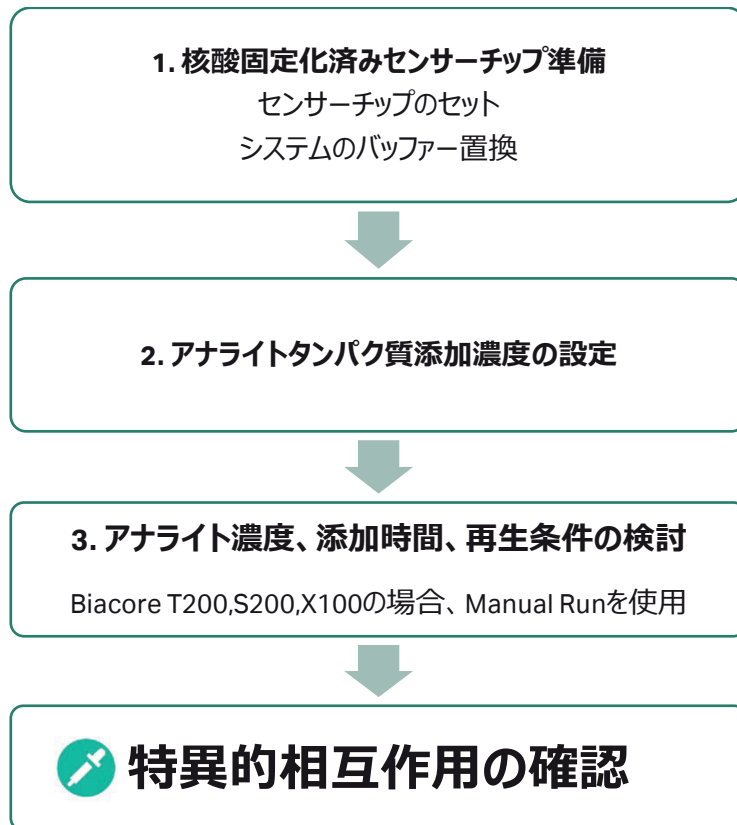 1. 核酸固定化済みセンサーチップ準備
センサーチップのセット
システムのバッファー置換
2. アナライトタンパク質添加濃度の設定
3. アナライト濃度、添加時間、再生条件の検討
Biacore T200,S200,X100の場合、Manual Runを使用
特異的相互作用の確認